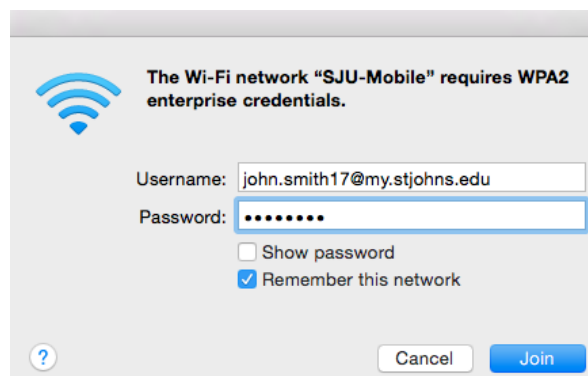 The Wi-Fi network “SJU-Mobile” requires WPA2
enterprise credentials.
Username: john.smith17@my.stjohns.edu
Password: ••••••••
Show password
Remember this network
? Cancel Join